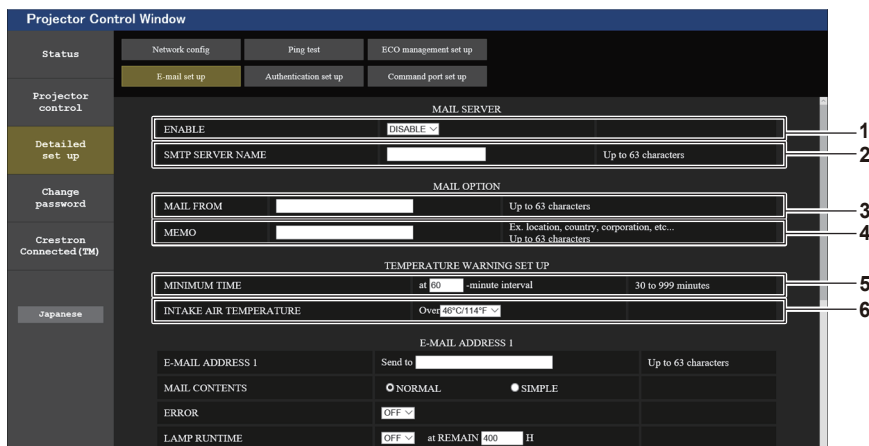 Projector Control Window
Status
Network config
Ping test
ECO management set up
E-mail set up
Authentication set up
Command port set up
Projector
control
Detailed
set up
Change
password
Crestron
Connected(TM)
Japanese
MAIL SERVER
ENABLE DISABLE 1
SMTP SERVER NAME Up to 63 characters 2
MAIL OPTION
MAIL FROM Up to 63 characters 3
MEMO Ex. location, country, corporation, etc... 4
Up to 63 characters
TEMPERATURE WARNING SET UP
MINIMUM TIME at 60 -minute interval 30 to 999 minutes 5
INTAKE AIR TEMPERATURE Over 46°C/114°F 6
E-MAIL ADDRESS 1
E-MAIL ADDRESS 1 Send to Up to 63 characters
MAIL CONTENTS NORMAL SIMPLE
ERROR OFF
LAMP RUNTIME OFF at REMAIN 400 H